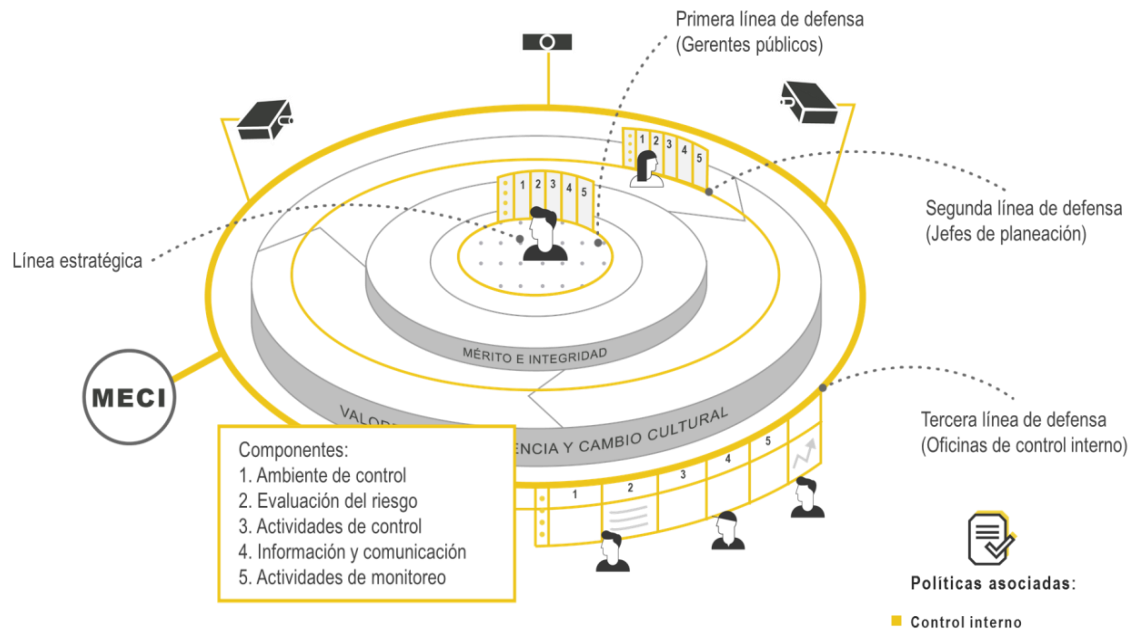 Primera línea de defensa
(Gerentes públicos)
1 2 3 4 5
1 2 3 4 5
Segunda línea de defensa
(Jefes de planeación)
Línea estratégica
MÉRITO E INTEGRIDAD
MECI
CAMBIO CULTURAL
Tercera línea de defensa
(Oficinas de control interno)
Componentes:
1. Ambiente de control
2. Evaluación del riesgo
3. Actividades de control
4. Información y comunicación
5. Actividades de monitoreo
1 2 3 4 5
Políticas asociadas:
Control interno